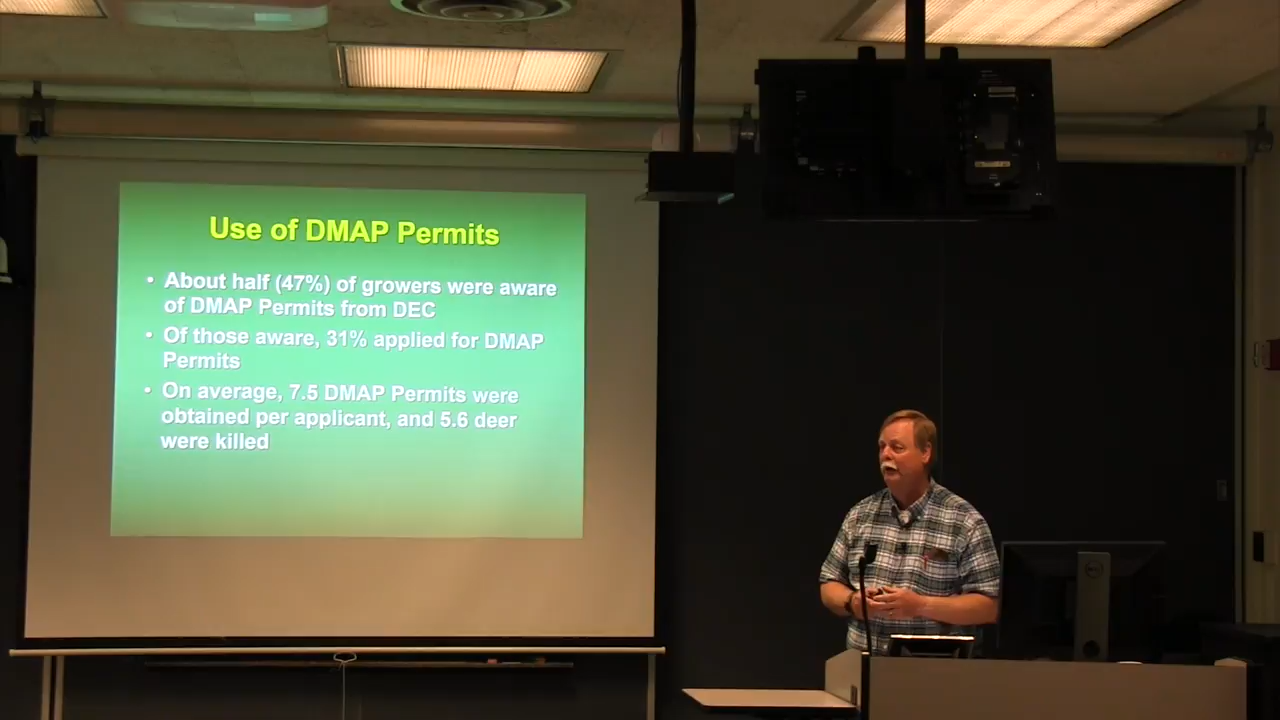 Use of DMAP Permits
• About half (47%) of growers were aware
of DMAP Permits from DEC
• Of those aware, 31% applied for DMAP
Permits
• On average, 7.5 DMAP Permits were
obtained per applicant, and 5.6 deer
were killed
DELL